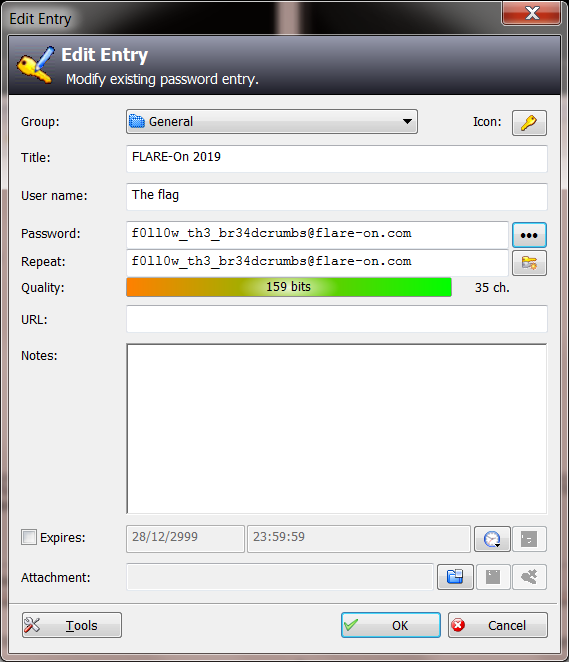 Edit Entry
Edit Entry
Modify existing password entry.
Group: General Icon:
Title: FLARE-On 2019
User name: The flag
Password: f0ll0w_th3_br34dcrumbs@flare-on.com
Repeat: f0ll0w_th3_br34dcrumbs@flare-on.com
Quality: 159 bits 35 ch.
URL:
Notes:
Expires: 28/12/2999 23:59:59
Attachment:
Tools OK Cancel